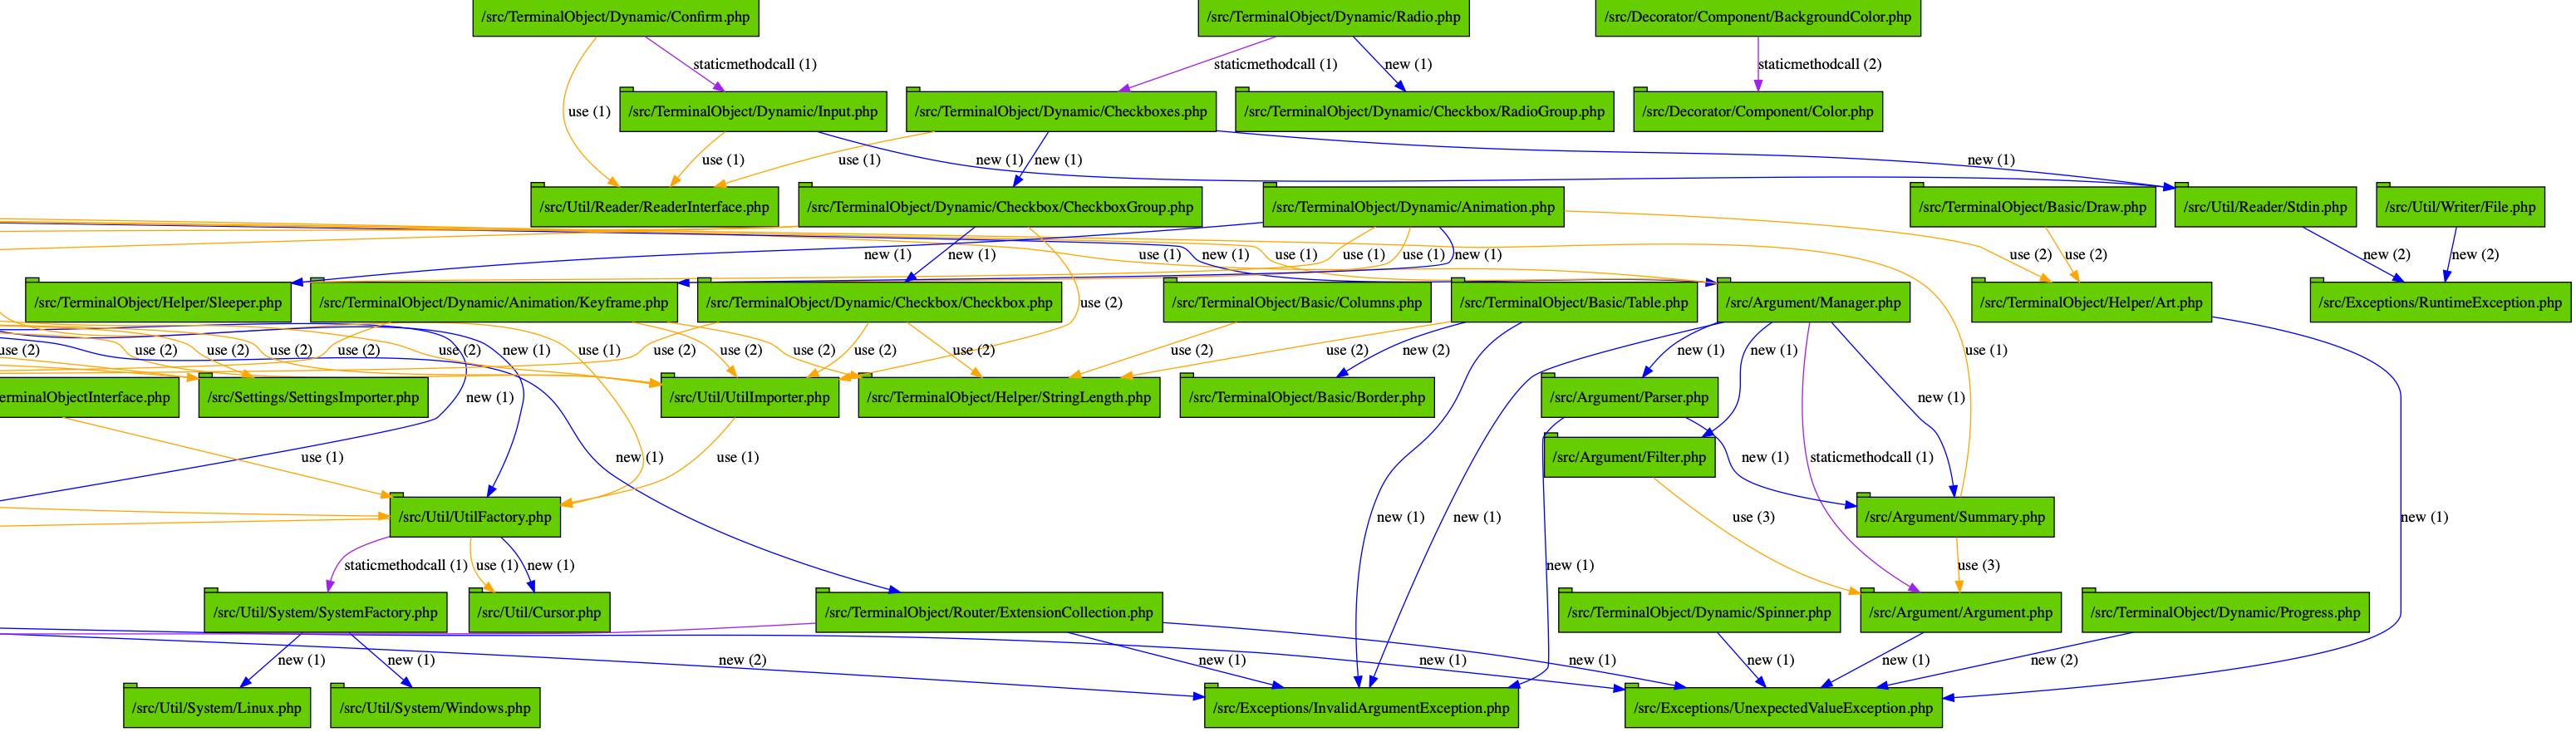 /src/TerminalObject/Dynamic/Confirm.php
/src/TerminalObject/Dynamic/Radio.php
/src/Decorator/Component/BackgroundColor.php
staticmethodcall (1)
staticmethodcall (1)
new (1)
staticmethodcall (2)
use (1)
/src/TerminalObject/Dynamic/Input.php
/src/TerminalObject/Dynamic/Checkboxes.php
/src/TerminalObject/Dynamic/Checkbox/RadioGroup.php
/src/Decorator/Component/Color.php
use (1)
use (1)
new (1)
new (1)
new (1)
/src/Util/Reader/ReaderInterface.php
/src/TerminalObject/Dynamic/Checkbox/CheckboxGroup.php
/src/TerminalObject/Dynamic/Animation.php
/src/TerminalObject/Basic/Draw.php
/src/Util/Reader/Stdin.php
/src/Util/Writer/File.php
new (1)
new (1)
use (1)
new (1)
use (1)
use (1)
use (1)
new (1)
use (2)
use (2)
new (2)
new (2)
/src/TerminalObject/Helper/Sleeper.php
/src/TerminalObject/Dynamic/Animation/Keyframe.php
/src/TerminalObject/Dynamic/Checkbox/Checkbox.php
use (2)
/src/TerminalObject/Basic/Columns.php
/src/TerminalObject/Basic/Table.php
/src/Argument/Manager.php
/src/TerminalObject/Helper/Art.php
/src/Exceptions/RuntimeException.php
use (2)
use (2)
use (2)
use (2)
use (2)
use (2)
new (1)
use (1)
use (2)
use (2)
use (2)
use (2)
use (2)
use (2)
use (2)
new (2)
new (1)
new (1)
use (1)
erminalObjectInterface.php
/src/Settings/SettingsImporter.php
new (1)
/src/Util/UtilImporter.php
/src/TerminalObject/Helper/StringLength.php
/src/TerminalObject/Basic/Border.php
/src/Argument/Parser.php
new (1)
use (1)
new (1)
use (1)
/src/Argument/Filter.php
new (1)
staticmethodcall (1)
/src/Util/UtilFactory.php
new (1)
new (1)
use (3)
/src/Argument/Summary.php
new (1)
staticmethodcall (1)
use (1)
new (1)
new (1)
use (3)
/src/Util/System/SystemFactory.php
/src/Util/Cursor.php
/src/TerminalObject/Router/ExtensionCollection.php
/src/TerminalObject/Dynamic/Spinner.php
/src/Argument/Argument.php
/src/TerminalObject/Dynamic/Progress.php
new (1)
new (1)
new (2)
new (1)
new (1)
new (1)
new (1)
new (1)
new (2)
/src/Util/System/Linux.php
/src/Util/System/Windows.php
/src/Exceptions/InvalidArgumentException.php
/src/Exceptions/UnexpectedValueException.php